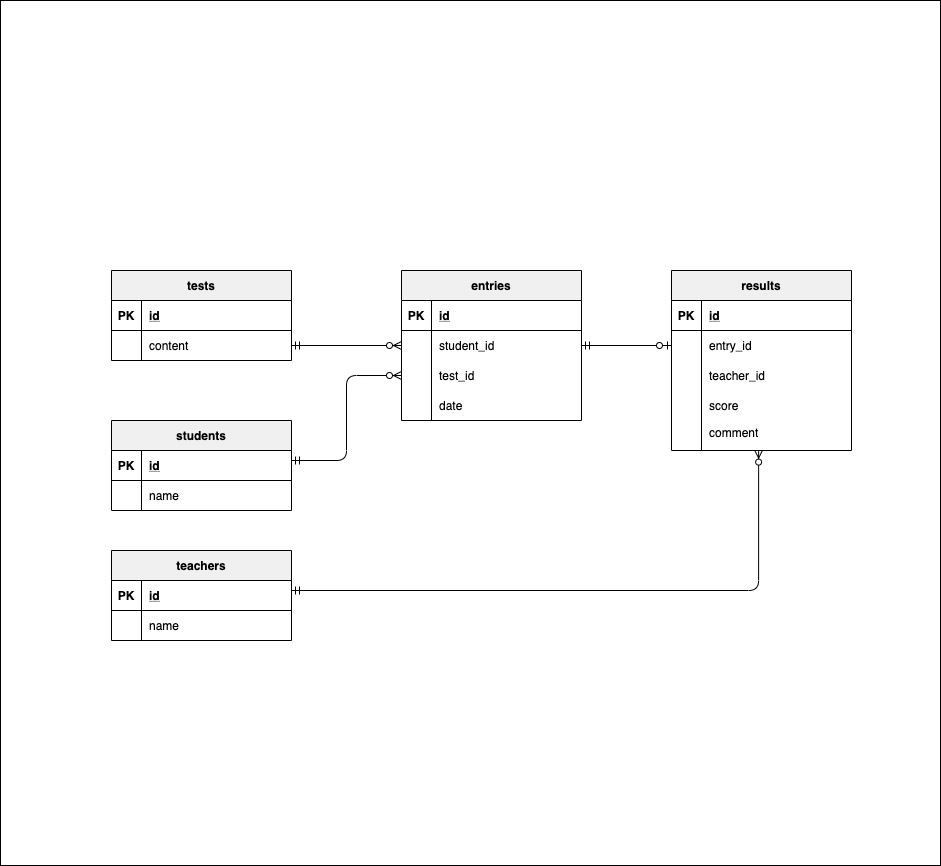 tests
PK id
content
students
PK id
name
teachers
PK id
name
entries
PK id
student_id
test_id
date
results
PK id
entry_id
teacher_id
score
comment